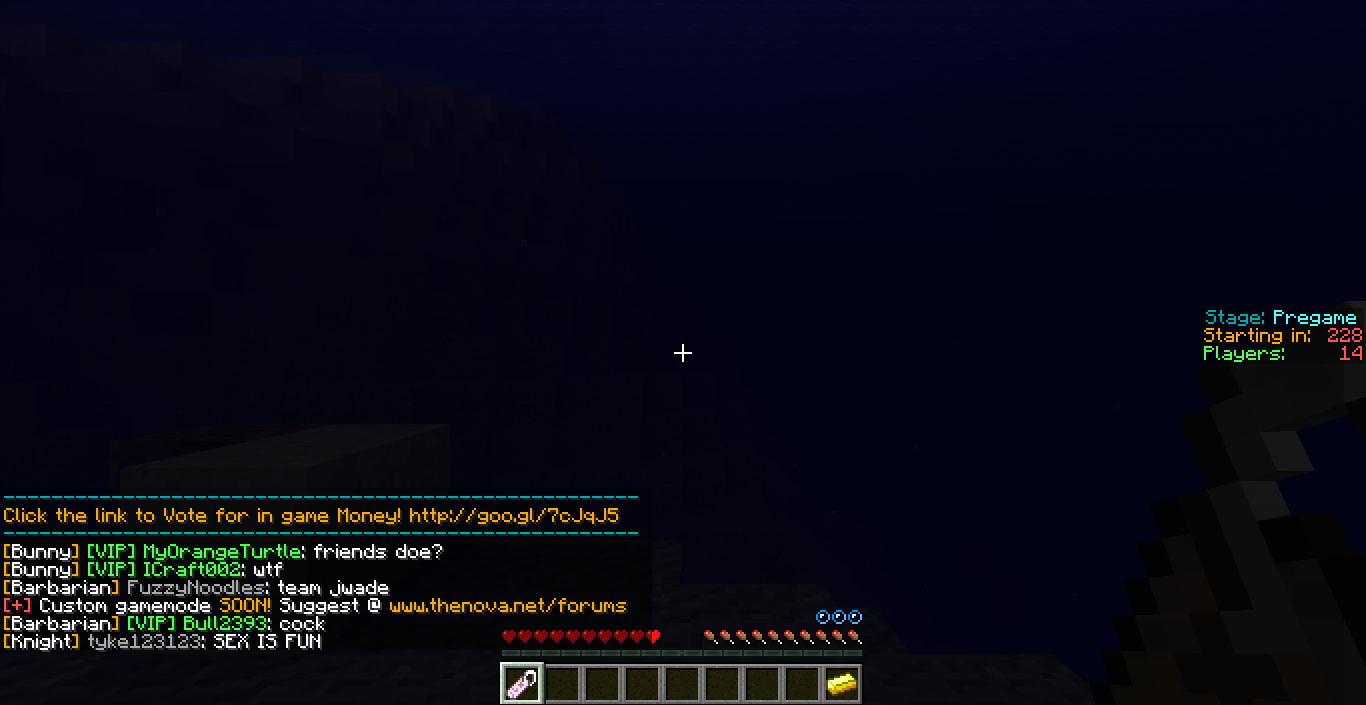 Stage: Pregame
Starting in: 228
Players: 14
Click the link to Vote for in game Money! http://goo.gl/7cJqJ5
[Bunny] [VIP] MyOrangeTurtle: friends doe?
[Bunny] [VIP] ICraft002: wtf
[Barbarian] FuzzyNoodles: team jwade
[+] Custom gamemode SOON! Suggest @ www.thenova.net/forums
[Barbarian] [VIP] Bull2393: cock
[Knight] tyke123123: SEX IS FUN